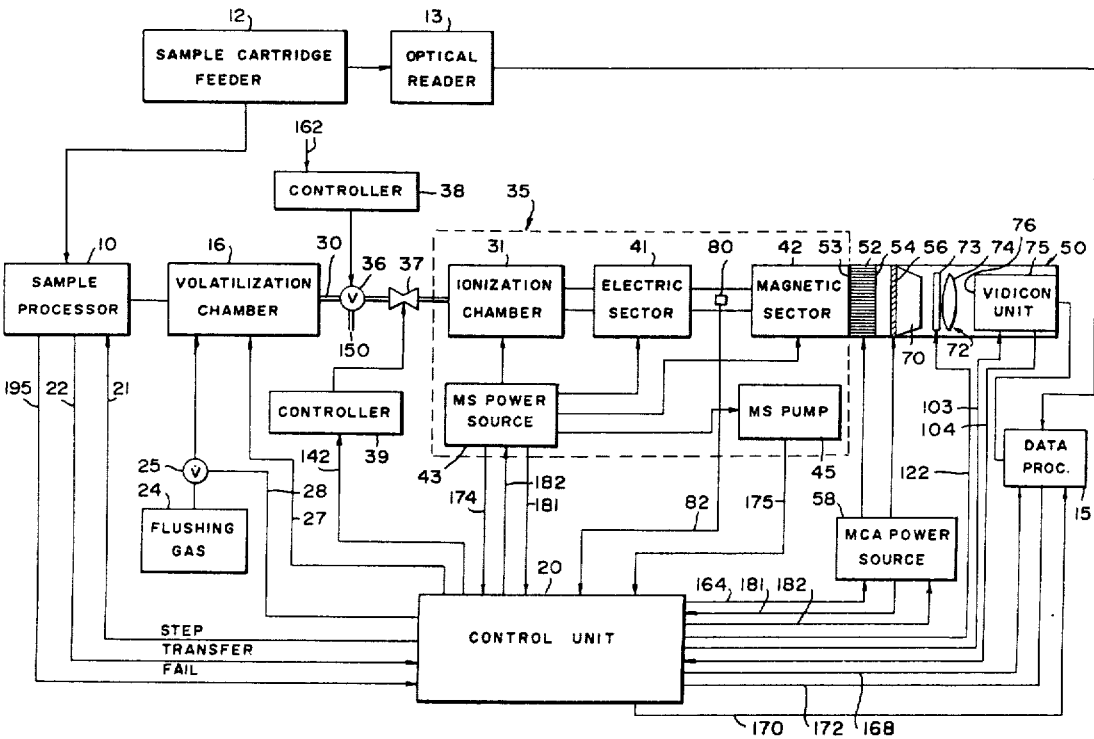 12
13
SAMPLE CARTRIDGE
FEEDER
OPTICAL
READER
162
CONTROLLER
38
35
10
16
30
36
37
31
41
80
42
53
52
54
56
73
74
76
75
50
SAMPLE
PROCESSOR
VOLATILIZATION
CHAMBER
V
150
IONIZATION
CHAMBER
ELECTRIC
SECTOR
MAGNETIC
SECTOR
70
72
VIDICON
UNIT
195
22
21
CONTROLLER
39
142
MS POWER
SOURCE
43
MS PUMP
45
103
104
122
DATA
PROC.
15
25
V
24
FLUSHING
GAS
28
27
174
182
181
82
175
58
MCA POWER
SOURCE
20
CONTROL UNIT
164
181
182
STEP
TRANSFER
FAIL
170
172
168